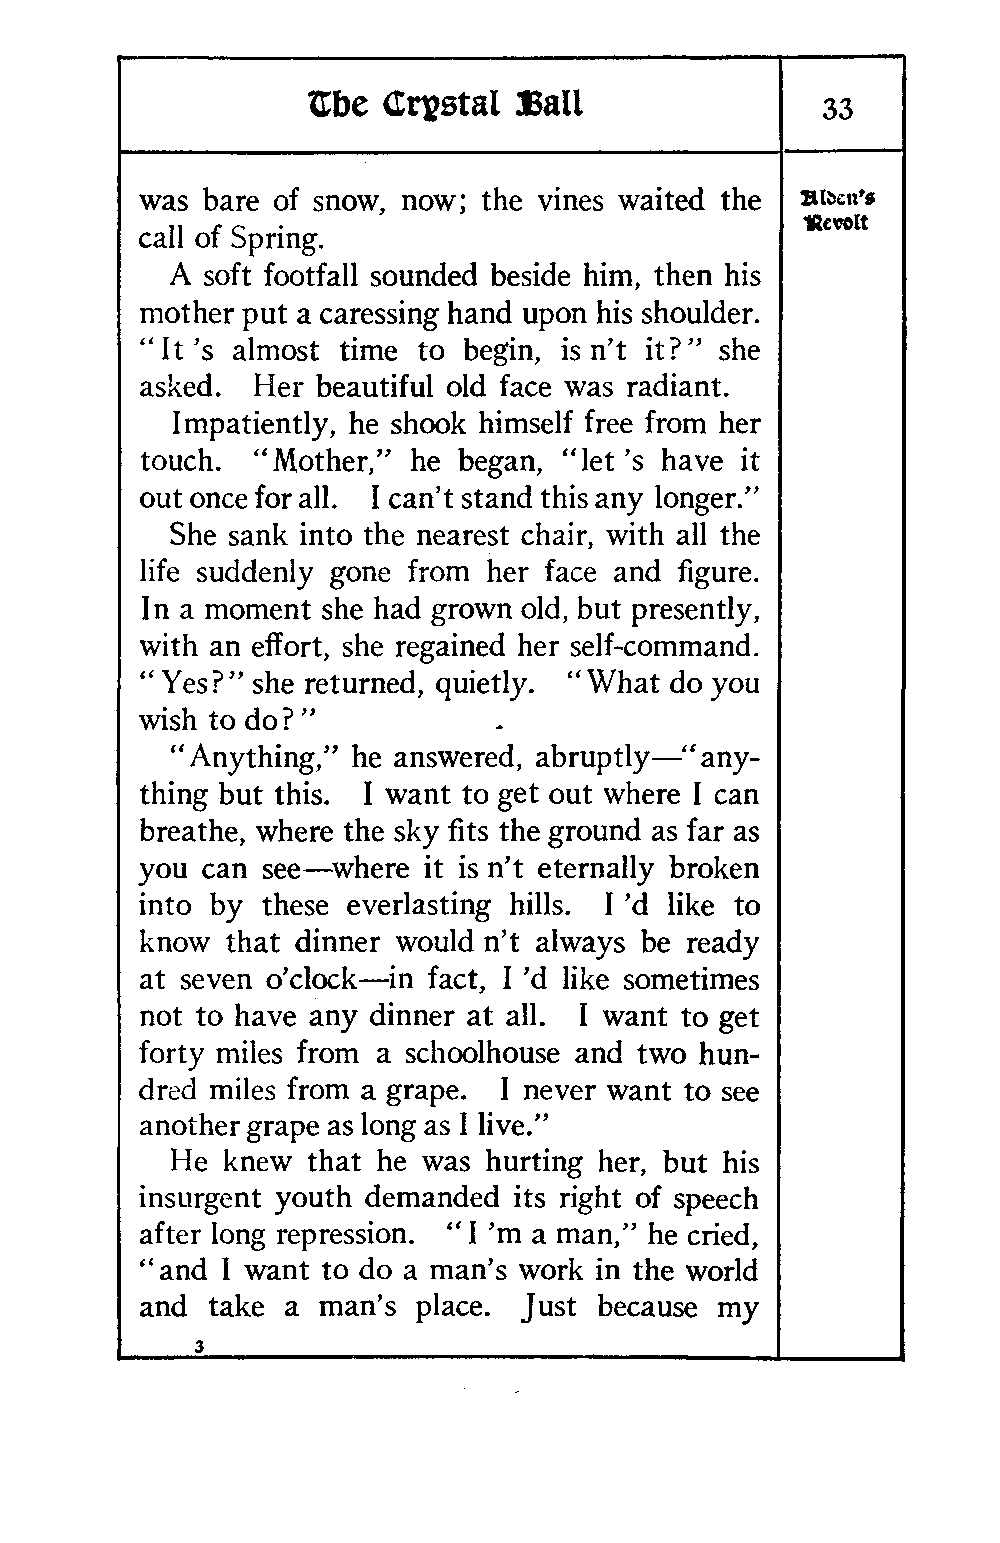 The Crystal Ball
33
Alden's
Revolt
was bare of snow, now; the vines waited the
call of Spring.
A soft footfall sounded beside him, then his
mother put a caressing hand upon his shoulder.
"It 's almost time to begin, is n't it?" she
asked. Her beautiful old face was radiant.
Impatiently, he shook himself free from her
touch. "Mother," he began, "let 's have it
out once for all. I can't stand this any longer."
She sank into the nearest chair, with all the
life suddenly gone from her face and figure.
In a moment she had grown old, but presently,
with an effort, she regained her self-command.
"Yes?" she returned, quietly. "What do you
wish to do?"
"Anything," he answered, abruptly—"any-
thing but this. I want to get out where I can
breathe, where the sky fits the ground as far as
you can see—where it is n't eternally broken
into by these everlasting hills. I 'd like to
know that dinner would n't always be ready
at seven o'clock—in fact, I 'd like sometimes
not to have any dinner at all. I want to get
forty miles from a schoolhouse and two hun-
dred miles from a grape. I never want to see
another grape as long as I live."
He knew that he was hurting her, but his
insurgent youth demanded its right of speech
after long repression. "I 'm a man," he cried,
"and I want to do a man's work in the world
and take a man's place. Just because my
3